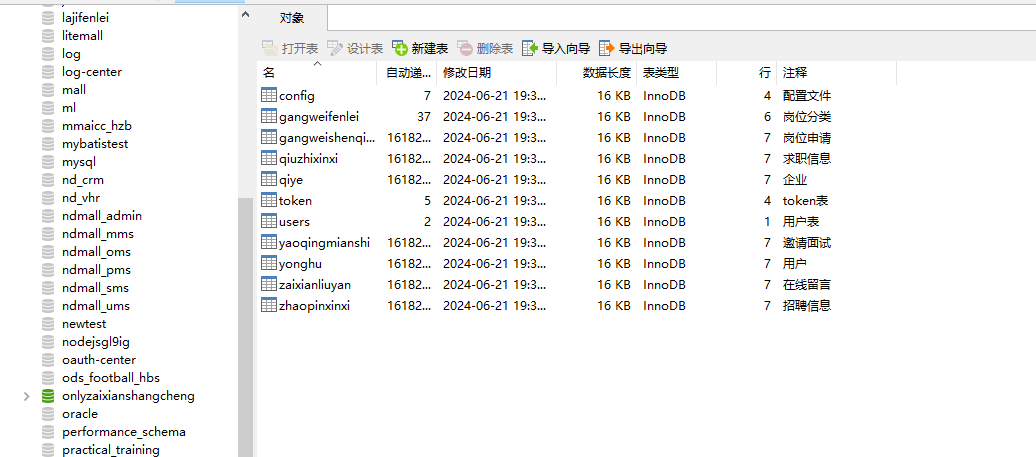 lajifenlei
litemall
log
log-center
mall
ml
mmaicc_hzb
mybatistest
mysql
nd_crm
nd_vhr
ndmall_admin
ndmall_mms
ndmall_oms
ndmall_pms
ndmall_sms
ndmall_ums
newtest
nodejsgl9ig
oauth-center
ods_football_hbs
onlyzaixianshangcheng
oracle
performance_schema
practical_training
对象
打开表 设计表 新建表 删除表 导入向导 导出向导
名 自动递... 修改日期 数据长度 表类型 行 注释
config 7 2024-06-21 19:3... 16 KB InnoDB 4 配置文件
gangweifenlei 37 2024-06-21 19:3... 16 KB InnoDB 6 岗位分类
gangweishenqi... 16182... 2024-06-21 19:3... 16 KB InnoDB 7 岗位申请
qiuzhixinxi 16182... 2024-06-21 19:3... 16 KB InnoDB 7 求职信息
qiye 16182... 2024-06-21 19:3... 16 KB InnoDB 7 企业
token 5 2024-06-21 19:3... 16 KB InnoDB 4 token表
users 2 2024-06-21 19:3... 16 KB InnoDB 1 用户表
yaoqingmianshi 16182... 2024-06-21 19:3... 16 KB InnoDB 7 邀请面试
yonghu 16182... 2024-06-21 19:3... 16 KB InnoDB 7 用户
zaixianliuyan 16182... 2024-06-21 19:3... 16 KB InnoDB 7 在线留言
zhaopinxinxi 16182... 2024-06-21 19:3... 16 KB InnoDB 7 招聘信息